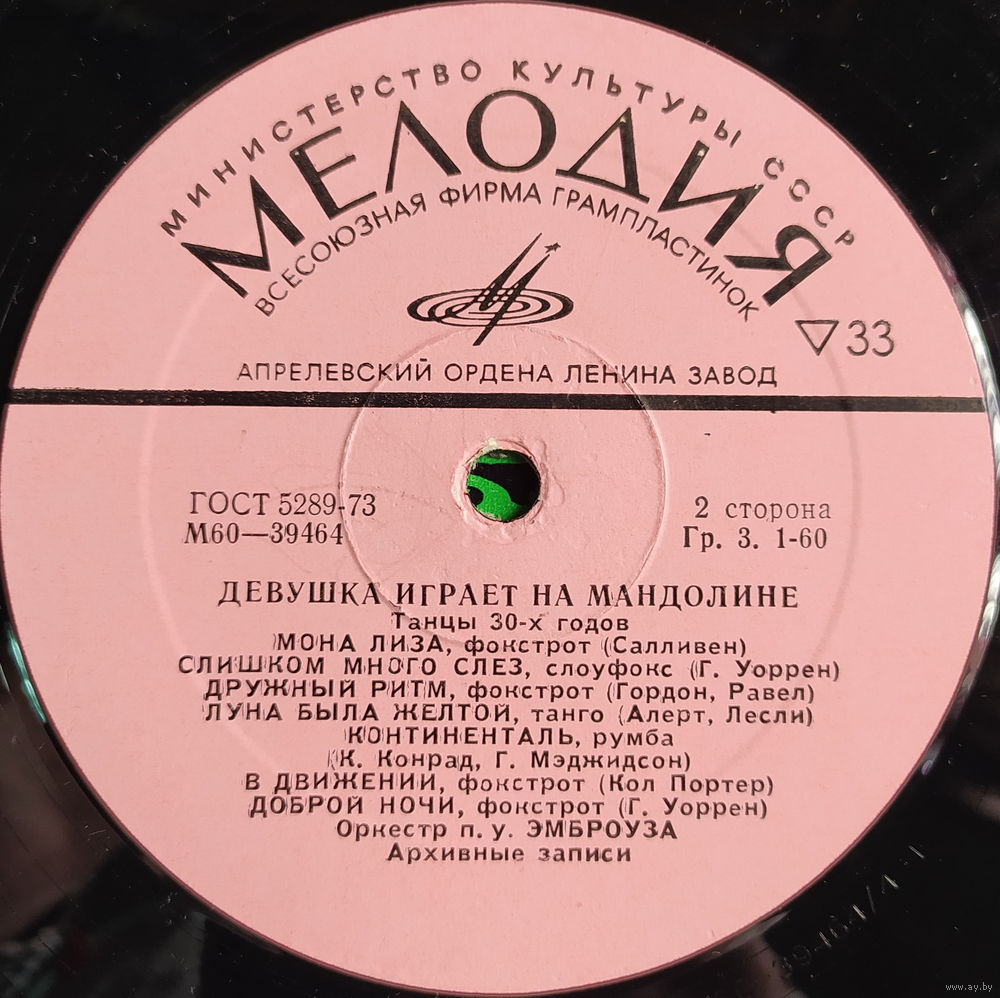 МИНИСТЕРСТВО КУЛЬТУРЫ СССР
МЕЛОДИЯ
ВСЕСОЮЗНАЯ ФИРМА ГРАМПЛАСТИНОК
33
АПРЕЛЕВСКИЙ ОРДЕНА ЛЕНИНА ЗАВОД
ГОСТ 5289-73
М60—39464
2 сторона
Гр. 3. 1-60
ДЕВУШКА ИГРАЕТ НА МАНДОЛИНЕ
Танцы 30-х годов
МОНА ЛИЗА, фокстрот (Салливен)
СЛИШКОМ МНОГО СЛЕЗ, слоуфокс (Г. Уоррен)
ДРУЖНЫЙ РИТМ, фокстрот (Гордон, Равел)
ЛУНА БЫЛА ЖЕЛТОЙ, танго (Алерт, Лесли)
КОНТИНЕНТАЛЬ, румба
(К. Конрад, Г. Мэджидсон)
В ДВИЖЕНИИ, фокстрот (Кол Портер)
ДОБРОЙ НОЧИ, фокстрот (Г. Уоррен)
Оркестр п. у. ЭМБРОУЗА
Архивные записи
www.ay.by